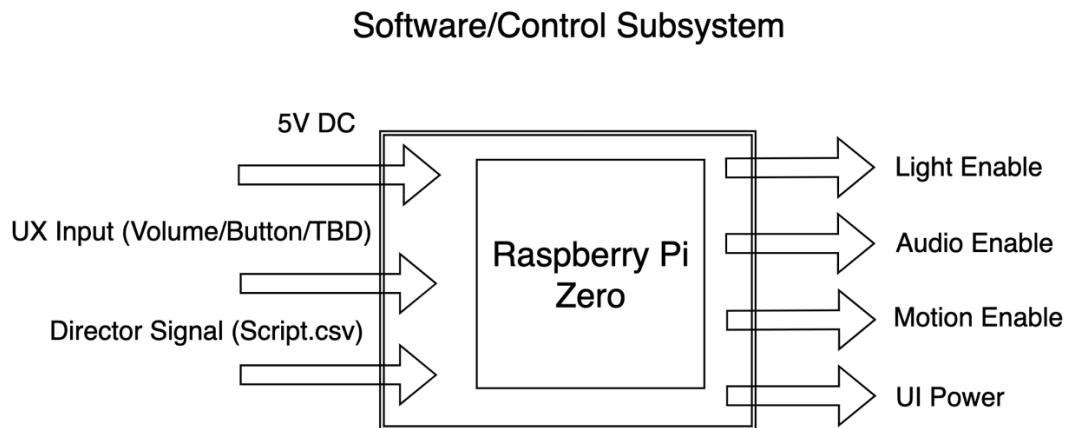 Software/Control Subsystem
5V DC
UX Input (Volume/Button/TBD)
Director Signal (Script.csv)
Raspberry Pi
Zero
Light Enable
Audio Enable
Motion Enable
UI Power